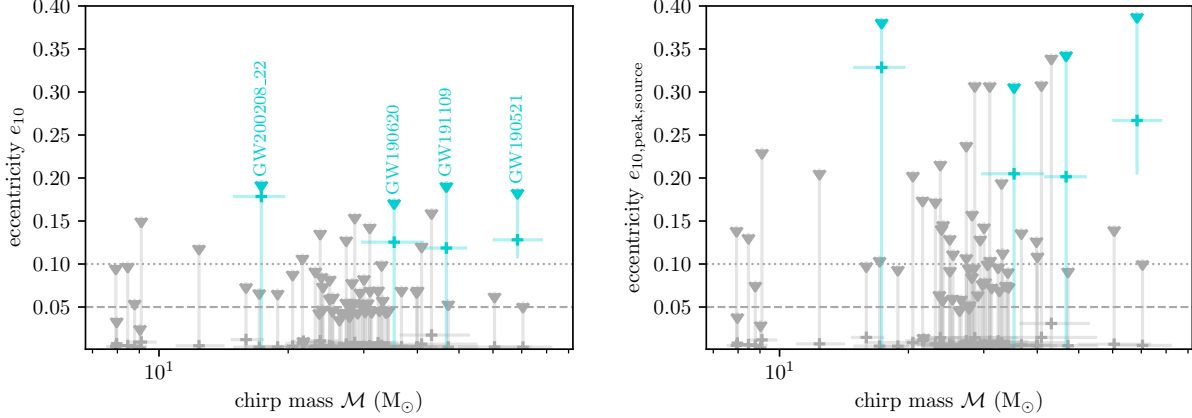 0.40
0.35
0.30
0.25
0.20
0.15
0.10
0.05
eccentricity e₁₀
GW200208_22
GW190620
GW191109
GW190521
10¹
chirp mass ℳ (M⊙)
0.40
0.35
0.30
0.25
0.20
0.15
0.10
0.05
eccentricity e₁₀,peak,source
10¹
chirp mass ℳ (M⊙)